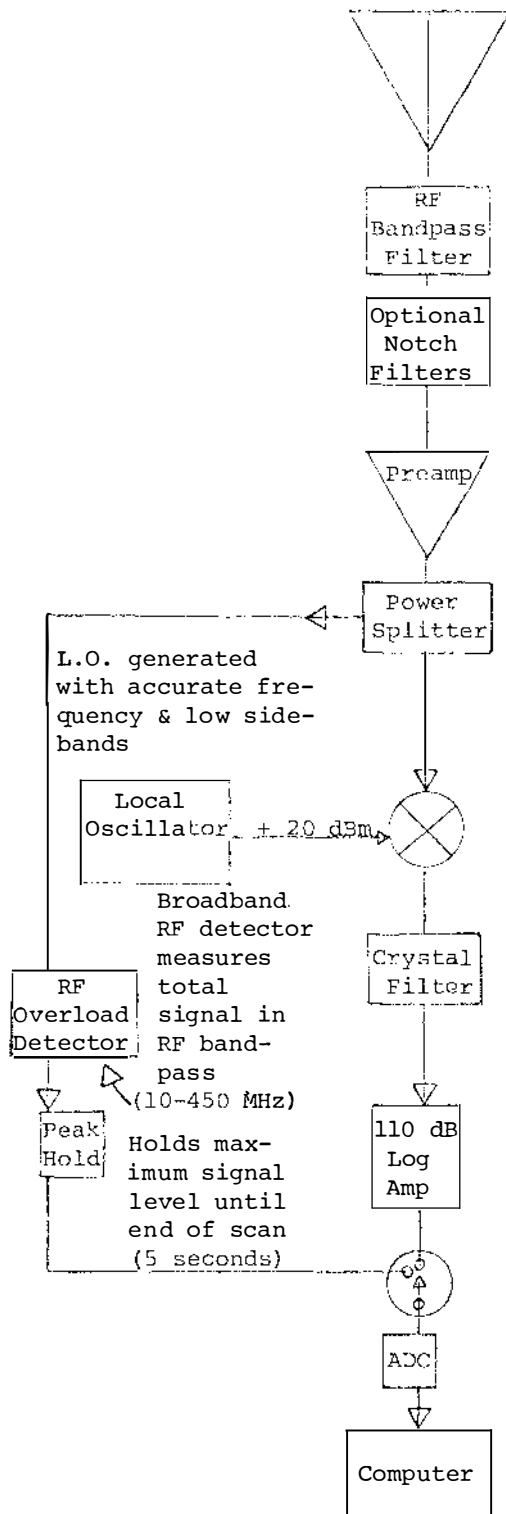 RF
Bandpass
Filter
Optional
Notch
Filters
Preamp
Power
Splitter
L.O. generated
with accurate fre-
quency & low side-
bands
Local
Oscillator
+ 20 dBm
Broadband
RF detector
measures
total
signal in
RF band-
pass
(10-450 MHz)
Crystal
Filter
RF
Overload
Detector
Peak
Hold
Holds max-
imum signal
level until
end of scan
(5 seconds)
110 dB
Log
Amp
ADC
Computer